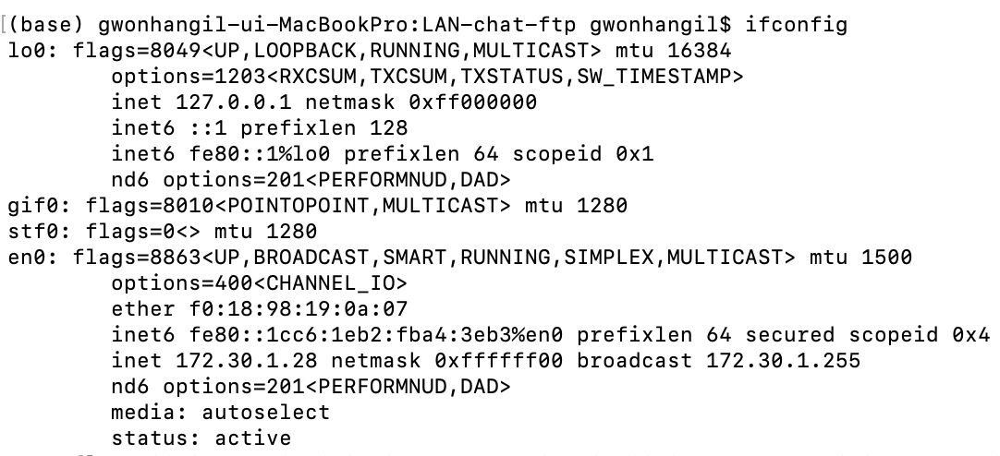 [(base) gwonhangil-ui-MacBookPro:LAN-chat-ftp gwonhangil$ ifconfig
lo0: flags=8049<UP,LOOPBACK,RUNNING,MULTICAST> mtu 16384
options=1203<RXCSUM,TXCSUM,TXSTATUS,SW_TIMESTAMP>
inet 127.0.0.1 netmask 0xff000000
inet6 ::1 prefixlen 128
inet6 fe80::1%lo0 prefixlen 64 scopeid 0x1
nd6 options=201<PERFORMNUD,DAD>
gif0: flags=8010<POINTOPOINT,MULTICAST> mtu 1280
stf0: flags=0<> mtu 1280
en0: flags=8863<UP,BROADCAST,SMART,RUNNING,SIMPLEX,MULTICAST> mtu 1500
options=400<CHANNEL_IO>
ether f0:18:98:19:0a:07
inet6 fe80::1cc6:1eb2:fba4:3eb3%en0 prefixlen 64 secured scopeid 0x4
inet 172.30.1.28 netmask 0xffffff00 broadcast 172.30.1.255
nd6 options=201<PERFORMNUD,DAD>
media: autoselect
status: active